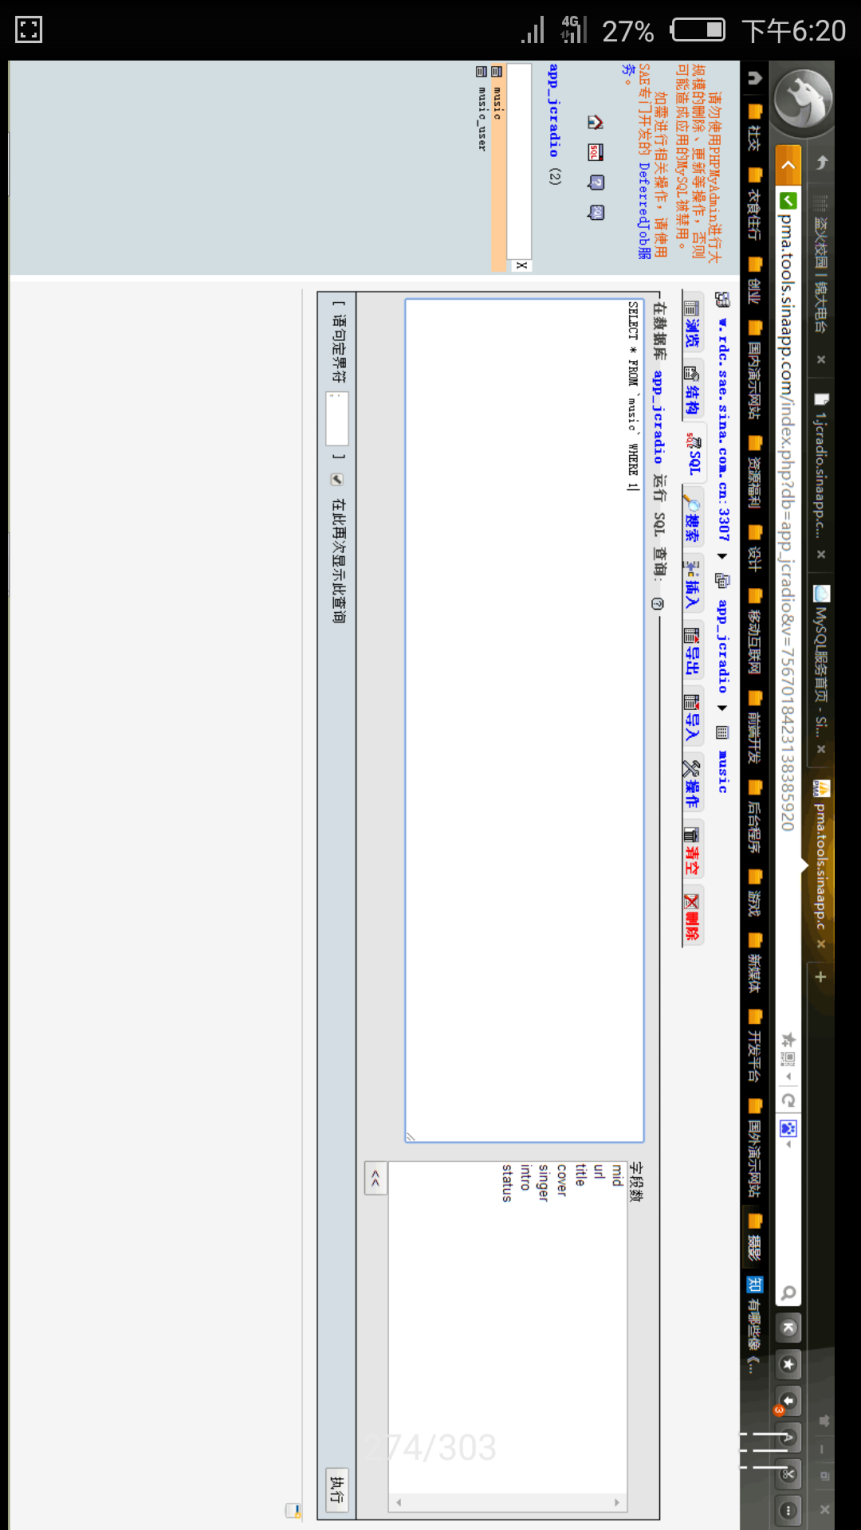 4G 27% 下午6:20
盗火校园 | 镜大电台 x
1.jcradio.sinaapp.c... x
MySQL服务首页 - Si... x
pma.tools.sinaapp.c x
+
pma.tools.sinaapp.com/index.php?db=app_jcradio&v=7567018423138385920
社交
衣食住行
创业
国内演示网站
资源福利
设计
移动互联网
前端开发
后台程序
游戏
新媒体
开发平台
国外演示网站
摄影
知 有哪些像《...
请勿使用PHPMyAdmin进行大
规模的删除、更新等操作，否则
可能造成应用的MySQL被禁用。
如需进行相关操作，请使用
SAE专门开发的 DeferredJob服
务。
SQL
app_jcradio (2)
X
music
music_user
w.rdc.sae.sina.com.cn:3307 ▶ app_jcradio ▶ music
浏览
结构
SQL
搜索
插入
导出
导入
操作
清空
删除
在数据库 app_jcradio 运行 SQL 查询:
SELECT * FROM `music` WHERE 1
字段数
mid
url
title
cover
singer
intro
status
<<
[ 语句定界符 ; ] 在此再次显示此查询
执行
3
274/303